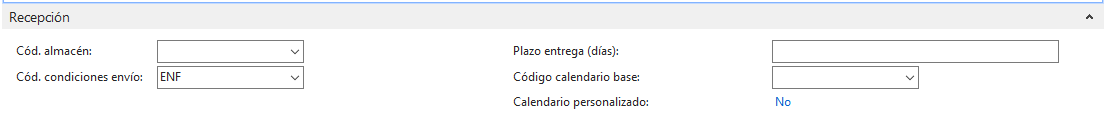 Recepción
Cód. almacén:
Cód. condiciones envío: ENF
Plazo entrega (días):
Código calendario base:
Calendario personalizado: No